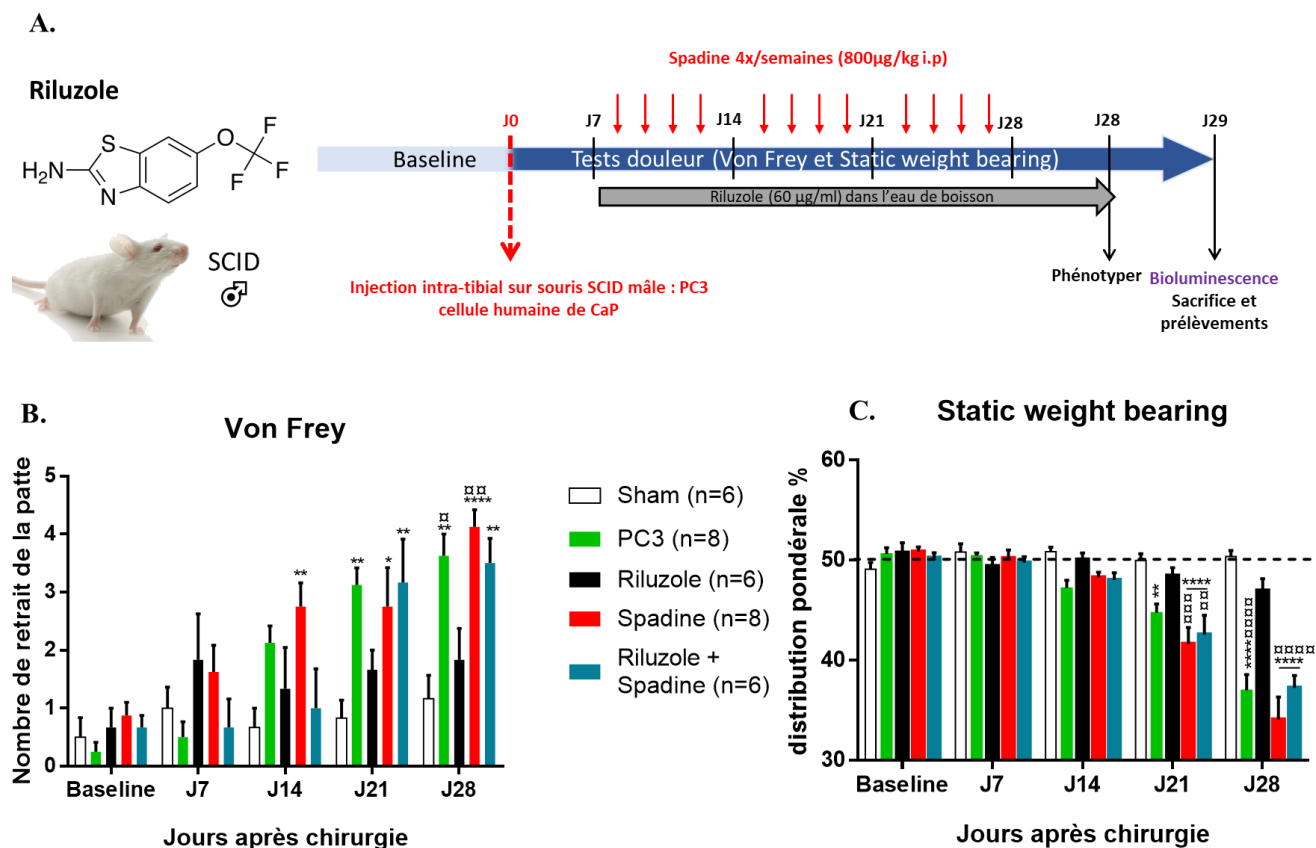 A.
Spadine 4x/semaines (800µg/kg i.p)
Riluzole
J0
J7
J14
J21
J28
J28
J29
Baseline
Tests douleur (Von Frey et Static weight bearing)
Riluzole (60 µg/ml) dans l'eau de boisson
H₂N
S
N
O
F
F
F
SCID
♂
Injection intra-tibial sur souris SCID mâle : PC3
cellule humaine de CaP
Phénotyper
Bioluminescence
Sacrifice et
prélèvements
B.
Von Frey
Nombre de retrait de la patte
5
4
3
2
1
0
**
**
*
**
¤
**
¤¤
****
**
Baseline
J7
J14
J21
J28
Jours après chirurgie
Sham (n=6)
PC3 (n=8)
Riluzole (n=6)
Spadine (n=8)
Riluzole +
Spadine (n=6)
C.
Static weight bearing
distribution pondérale %
60
50
40
30
**
****
¤¤¤
¤¤
****¤¤¤¤
¤¤¤¤
****
Baseline
J7
J14
J21
J28
Jours après chirurgie